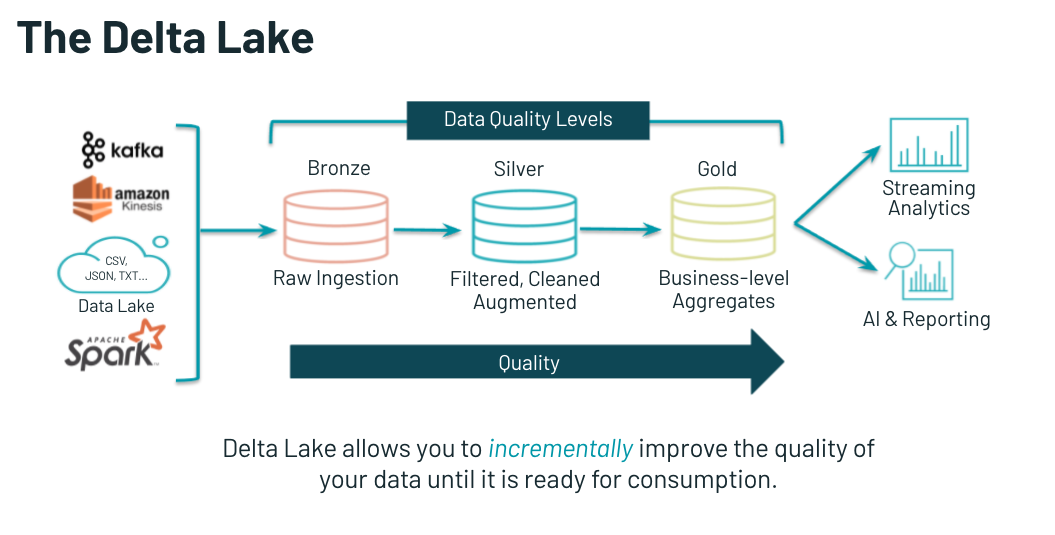 The Delta Lake
kafka
amazon
Kinesis
CSV,
JSON, TXT...
Data Lake
APACHE
Spark™
Data Quality Levels
Bronze
Silver
Gold
Raw Ingestion
Filtered, Cleaned
Augmented
Business-level
Aggregates
Quality
Streaming
Analytics
AI & Reporting
Delta Lake allows you to incrementally improve the quality of
your data until it is ready for consumption.